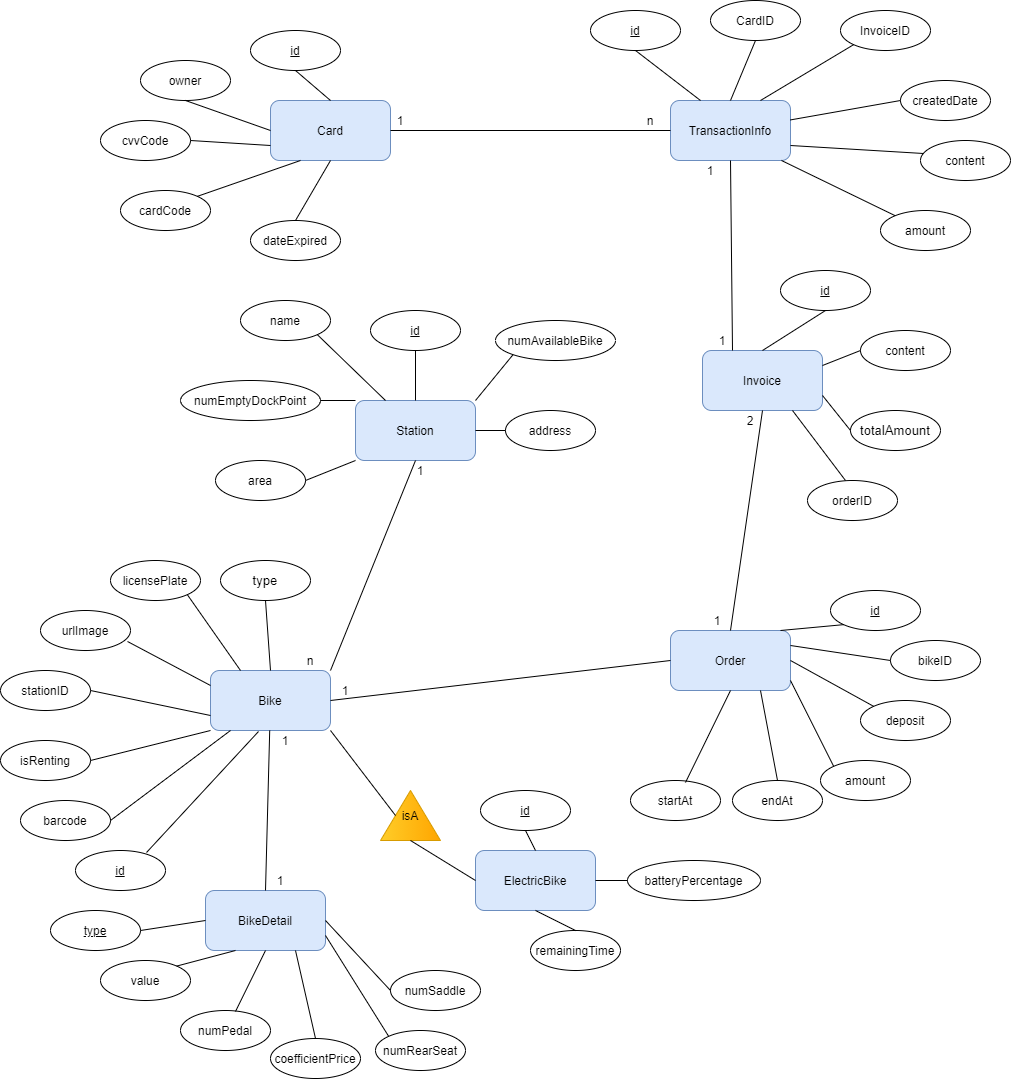 CardID
id
InvoiceID
id
owner
createdDate
Card
1
n
TransactionInfo
cvvCode
content
1
cardCode
amount
dateExpired
id
name
id
numAvailableBike
1
content
Invoice
numEmptyDockPoint
Station
address
totalAmount
2
1
area
orderID
licensePlate
type
id
urlImage
1
n
Order
bikeID
stationID
1
Bike
deposit
1
isRenting
amount
startAt
endAt
id
isA
barcode
id
1
ElectricBike
batteryPercentage
BikeDetail
type
remainingTime
value
numSaddle
numPedal
numRearSeat
coefficientPrice